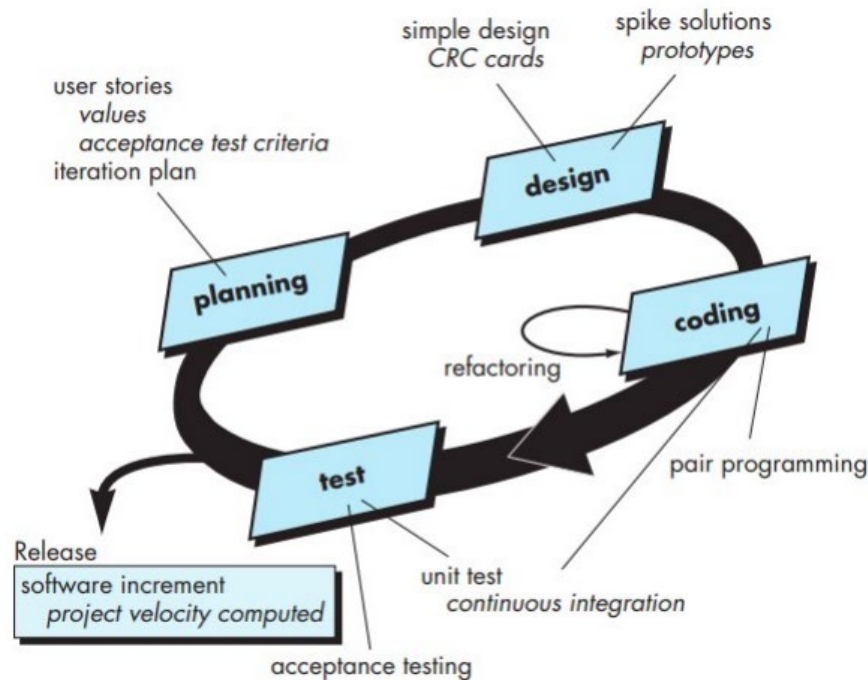 simple design
CRC cards
spike solutions
prototypes
user stories
values
acceptance test criteria
iteration plan
design
planning
coding
refactoring
test
pair programming
Release
software increment
project velocity computed
unit test
continuous integration
acceptance testing